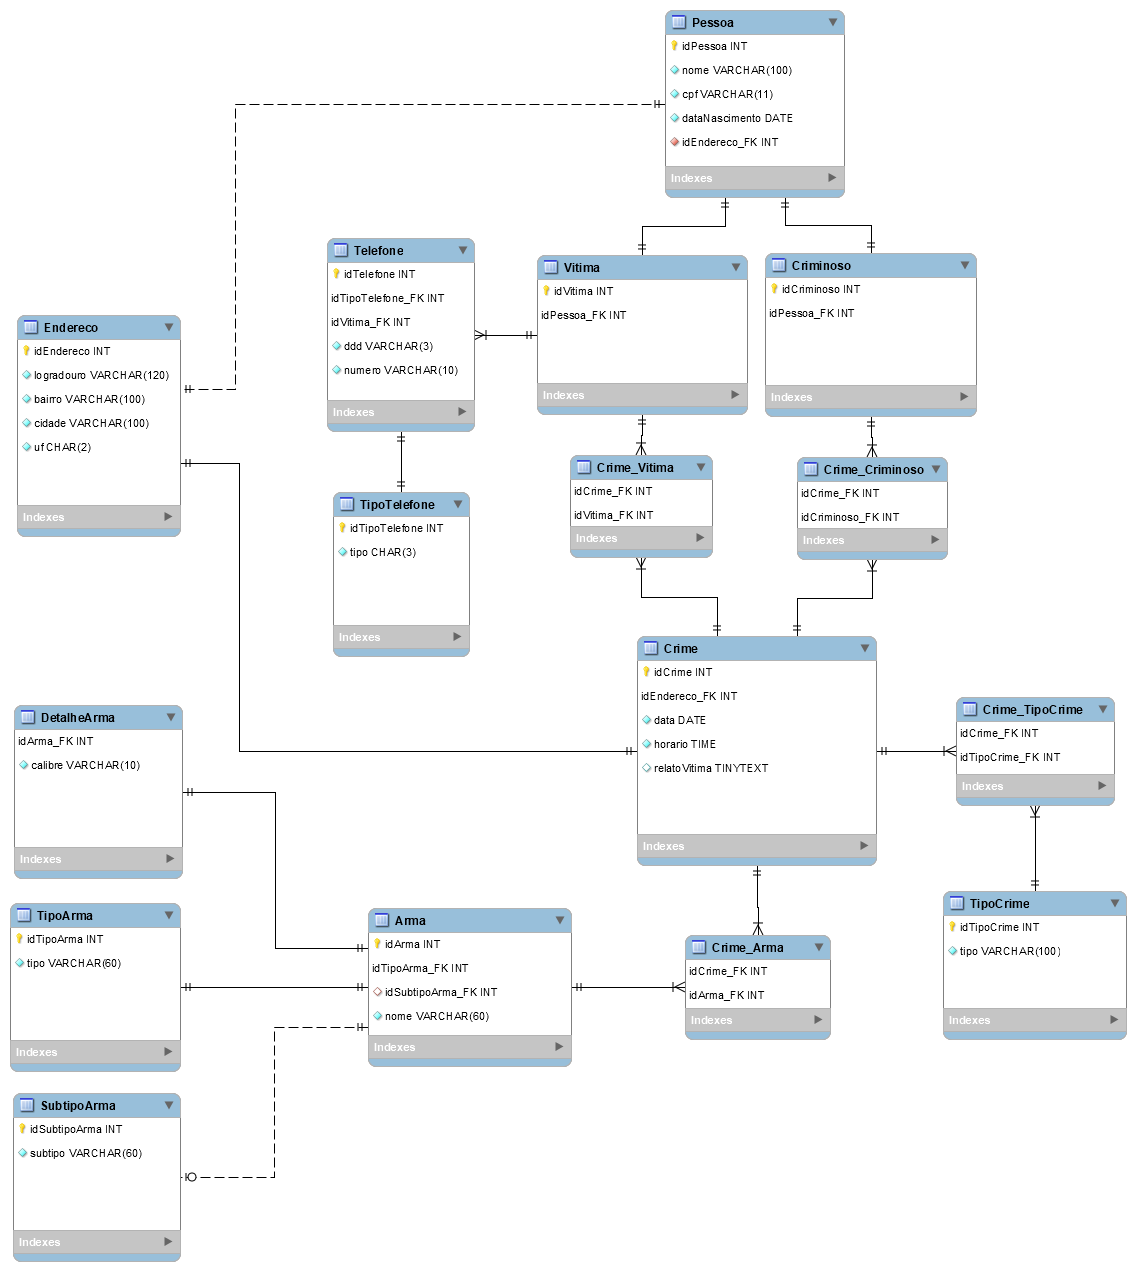 Pessoa
idPessoa INT
nome VARCHAR(100)
cpf VARCHAR(11)
dataNascimento DATE
idEndereco_FK INT
Indexes
Telefone
idTelefone INT
idTipoTelefone_FK INT
idVitima_FK INT
ddd VARCHAR(3)
numero VARCHAR(10)
Indexes
Vitima
idVitima INT
idPessoa_FK INT
Indexes
Criminoso
idCriminoso INT
idPessoa_FK INT
Indexes
Endereco
idEndereco INT
logradouro VARCHAR(120)
bairro VARCHAR(100)
cidade VARCHAR(100)
uf CHAR(2)
Indexes
TipoTelefone
idTipoTelefone INT
tipo CHAR(3)
Indexes
Crime_Vitima
idCrime_FK INT
idVitima_FK INT
Indexes
Crime_Criminoso
idCrime_FK INT
idCriminoso_FK INT
Indexes
Crime
idCrime INT
idEndereco_FK INT
data DATE
horario TIME
relatoVitima TINYTEXT
Indexes
Crime_TipoCrime
idCrime_FK INT
idTipoCrime_FK INT
Indexes
DetalheArma
idArma_FK INT
calibre VARCHAR(10)
Indexes
TipoArma
idTipoArma INT
tipo VARCHAR(60)
Indexes
Arma
idArma INT
idTipoArma_FK INT
idSubtipoArma_FK INT
nome VARCHAR(60)
Indexes
Crime_Arma
idCrime_FK INT
idArma_FK INT
Indexes
TipoCrime
idTipoCrime INT
tipo VARCHAR(100)
Indexes
SubtipoArma
idSubtipoArma INT
subtipo VARCHAR(60)
Indexes